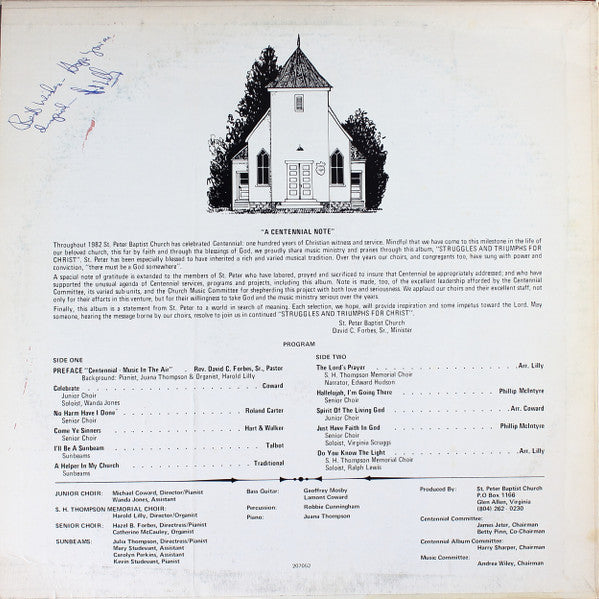 Best Wishes
"A CENTENNIAL NOTE"
Throughout 1982 St. Peter Baptist Church has celebrated Centennial: one hundred years of Christian witness and service. Mindful that we have come to this milestone in the life of
our beloved church, this far by faith and through the blessings of God, we proudly share music ministry and praises through this album, "STRUGGLES AND TRIUMPHS FOR
CHRIST". St. Peter has been especially blessed to have inherited a rich and varied musical tradition. Over the years our choirs, and congregants too, have sung with power and
conviction, "there must be a God somewhere".
A special note of gratitude is extended to the members of St. Peter who have labored, prayed and sacrificed to insure that Centennial be appropriately addressed; and who have
supported the unusual agenda of Centennial services, programs and projects, including this album. Note is made, too, of the excellent leadership afforded by the Centennial
Committee, its varied sub-units, and the Church Music Committee for shepherding this project with both love and seriousness. We applaud our choirs and their excellent staff, not
only for their efforts in this venture, but for their willingness to use God and the music ministry serious over the years.
Finally, this album is a statement from St. Peter to a world in search of meaning. Each selection, we hope, will provide inspiration and some impetus toward the Lord. May
someone, hearing the message borne by our choirs, resolve to join us in continued "STRUGGLES AND TRIUMPHS FOR CHRIST".
St. Peter Baptist Church
David C. Forbes, Sr., Minister
PROGRAM
SIDE ONE
PREFACE "Centennial - Music In The Air" . . Rev. David C. Forbes, Sr., Pastor
Background: Pianist, Juana Thompson & Organist, Harold Lilly
Celebrate Coward
Junior Choir
Soloist, Wanda Jones
No Harm Have I Done Roland Carter
Senior Choir
Come Ye Sinners Hart & Walker
Senior Choir
I'll Be A Sunbeam Talbot
Sunbeams
A Helper In My Church Traditional
Sunbeams
SIDE TWO
The Lord's Prayer Arr. Lilly
S. H. Thompson Memorial Choir
Narrator, Edward Hudson
Hallelojah, I'm Going There Phillip McIntyre
Senior Choir
Spirit Of The Living God Arr. Coward
Junior Choir
Just Have Faith In God Phillip McIntyre
Senior Choir
Soloist, Virginia Scruggs
Do You Know The Light Arr. Lilly
S. H. Thompson Memorial Choir
Soloist, Ralph Lewis
JUNIOR CHOIR: Michael Coward, Director/Pianist
Wanda Jones, Assistant
S. H. THOMPSON MEMORIAL CHOIR:
Harold Lilly, Director/Organist
SENIOR CHOIR: Hazel B. Forbes, Directress/Pianist
Catherine McCauley, Organist
SUNBEAMS: Julia Thompson, Directress/Pianist
Mary Studevant, Assistant
Carolyn Perkins, Assistant
Kevin Studevant, Pianist
Bass Guitar: Geoffrey Mosby
Lamont Coward
Percussion: Robbie Cunningham
Piano: Juana Thompson
207052
Produced By: St. Peter Baptist Church
P.O Box 1166
Glen Allen, Virginia
(804) 262 - 0230
Centennial Committee:
James Jeter, Chairman
Betty Pinn, Co-Chairman
Centennial Album Committee:
Harry Sharper, Chairman
Music Committee:
Andrea Wiley, Chairman